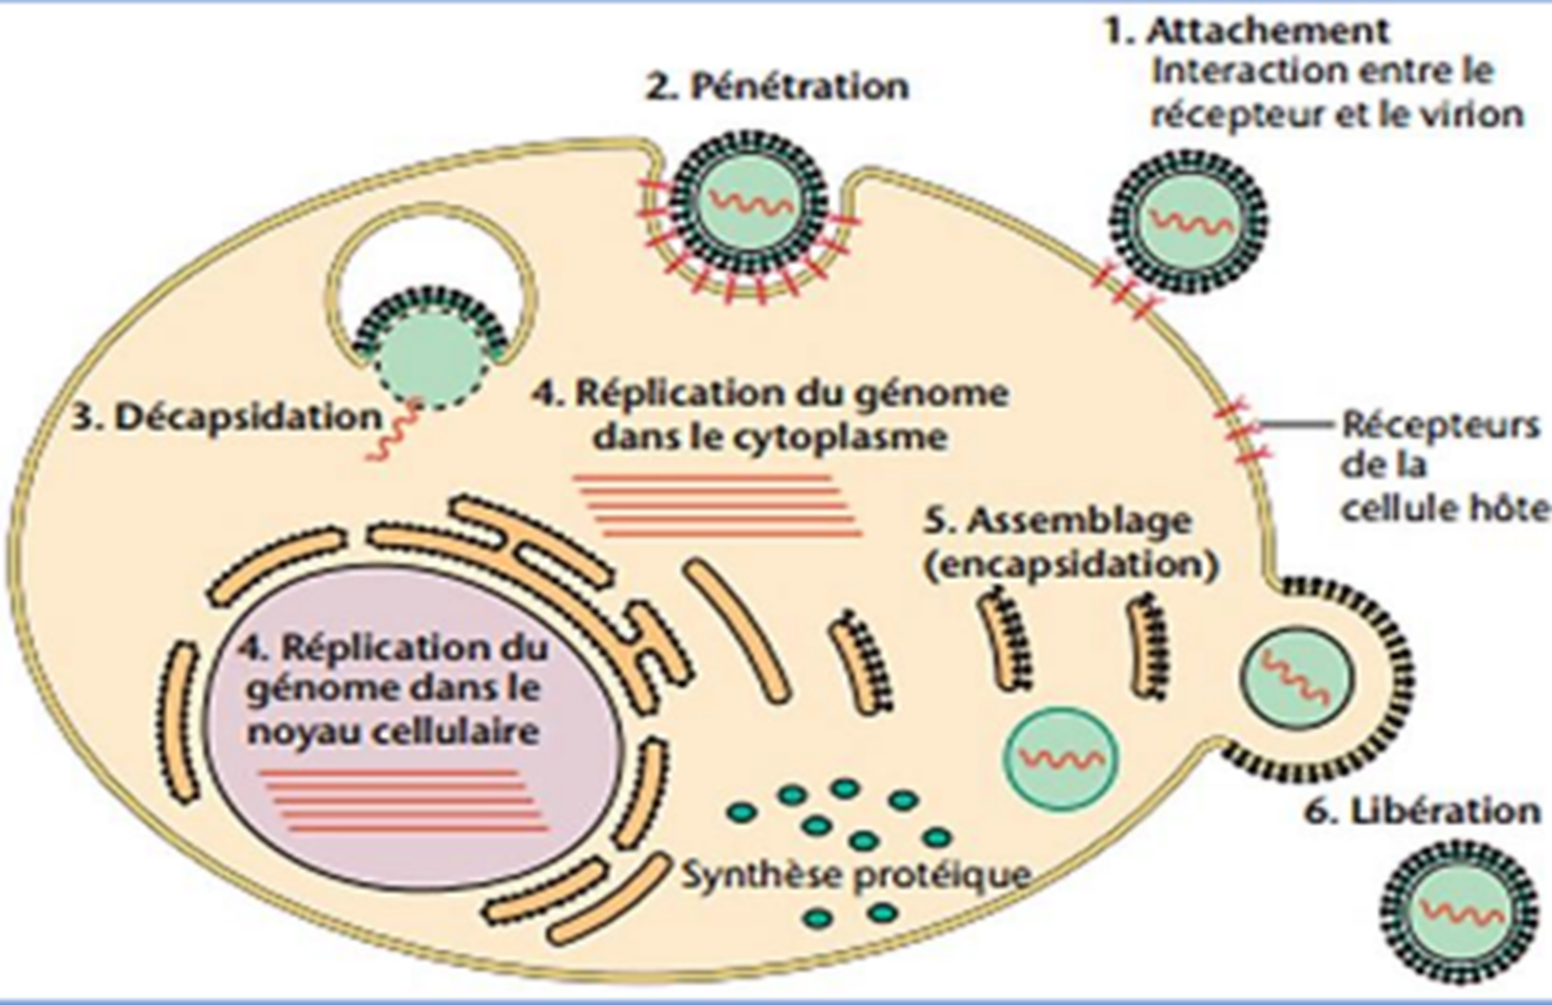 1. Attachement
Interaction entre le
récepteur et le virion
2. Pénétration
3. Décapsidation
4. Réplication du génome
dans le cytoplasme
Récepteurs
de la
cellule hôte
5. Assemblage
(encapsidation)
4. Réplication du
génome dans le
noyau cellulaire
Synthèse protéique
6. Libération